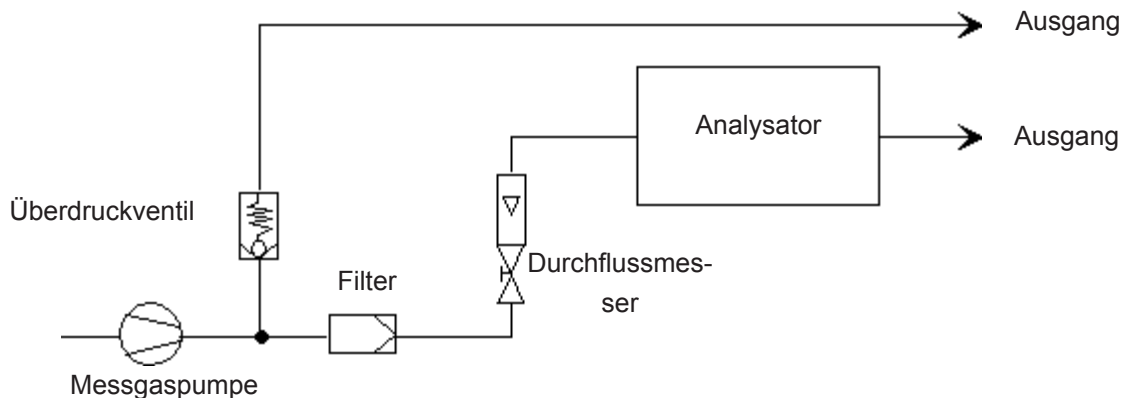 Ausgang
Analysator
Ausgang
Überdruckventil
Durchflussmes-
ser
Filter
Messgaspumpe